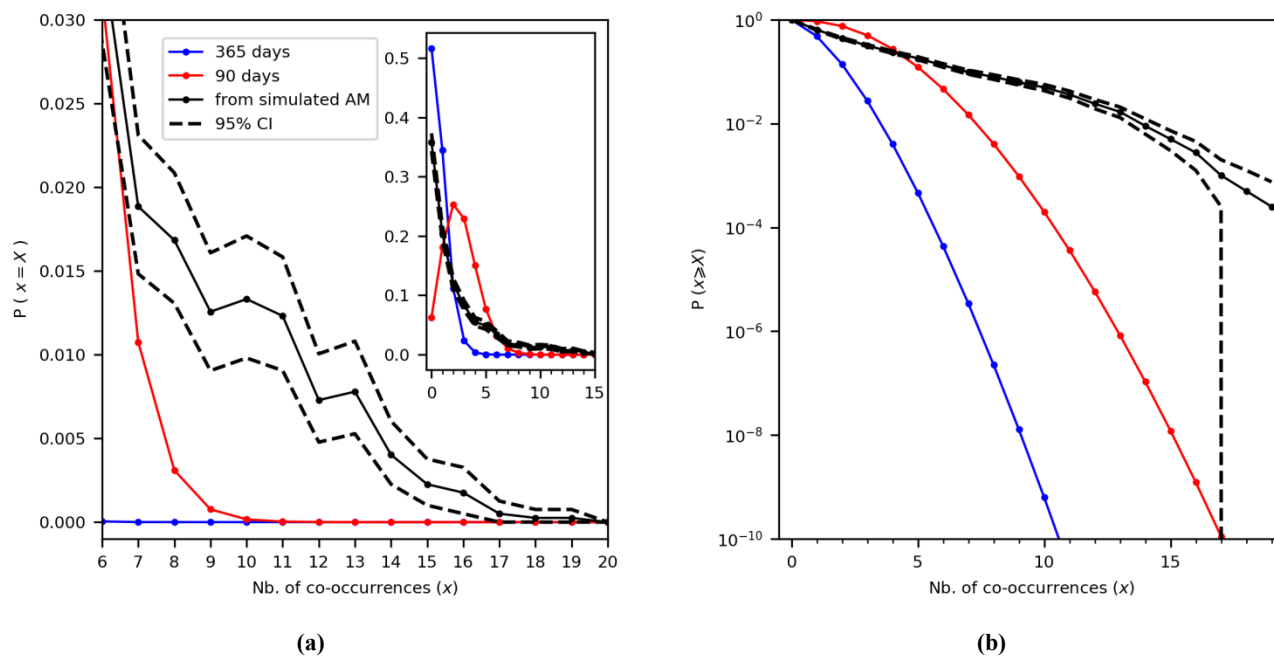 0.030
0.025
0.020
0.015
0.010
0.005
0.000
P ( x = X )
6 7 8 9 10 11 12 13 14 15 16 17 18 19 20
Nb. of co-occurrences (x)
365 days
90 days
from simulated AM
95% CI
0.5
0.4
0.3
0.2
0.1
0.0
0 5 10 15
(a)
10⁰
10⁻²
10⁻⁴
10⁻⁶
10⁻⁸
10⁻¹⁰
P (x⩾X)
0 5 10 15
Nb. of co-occurrences (x)
(b)